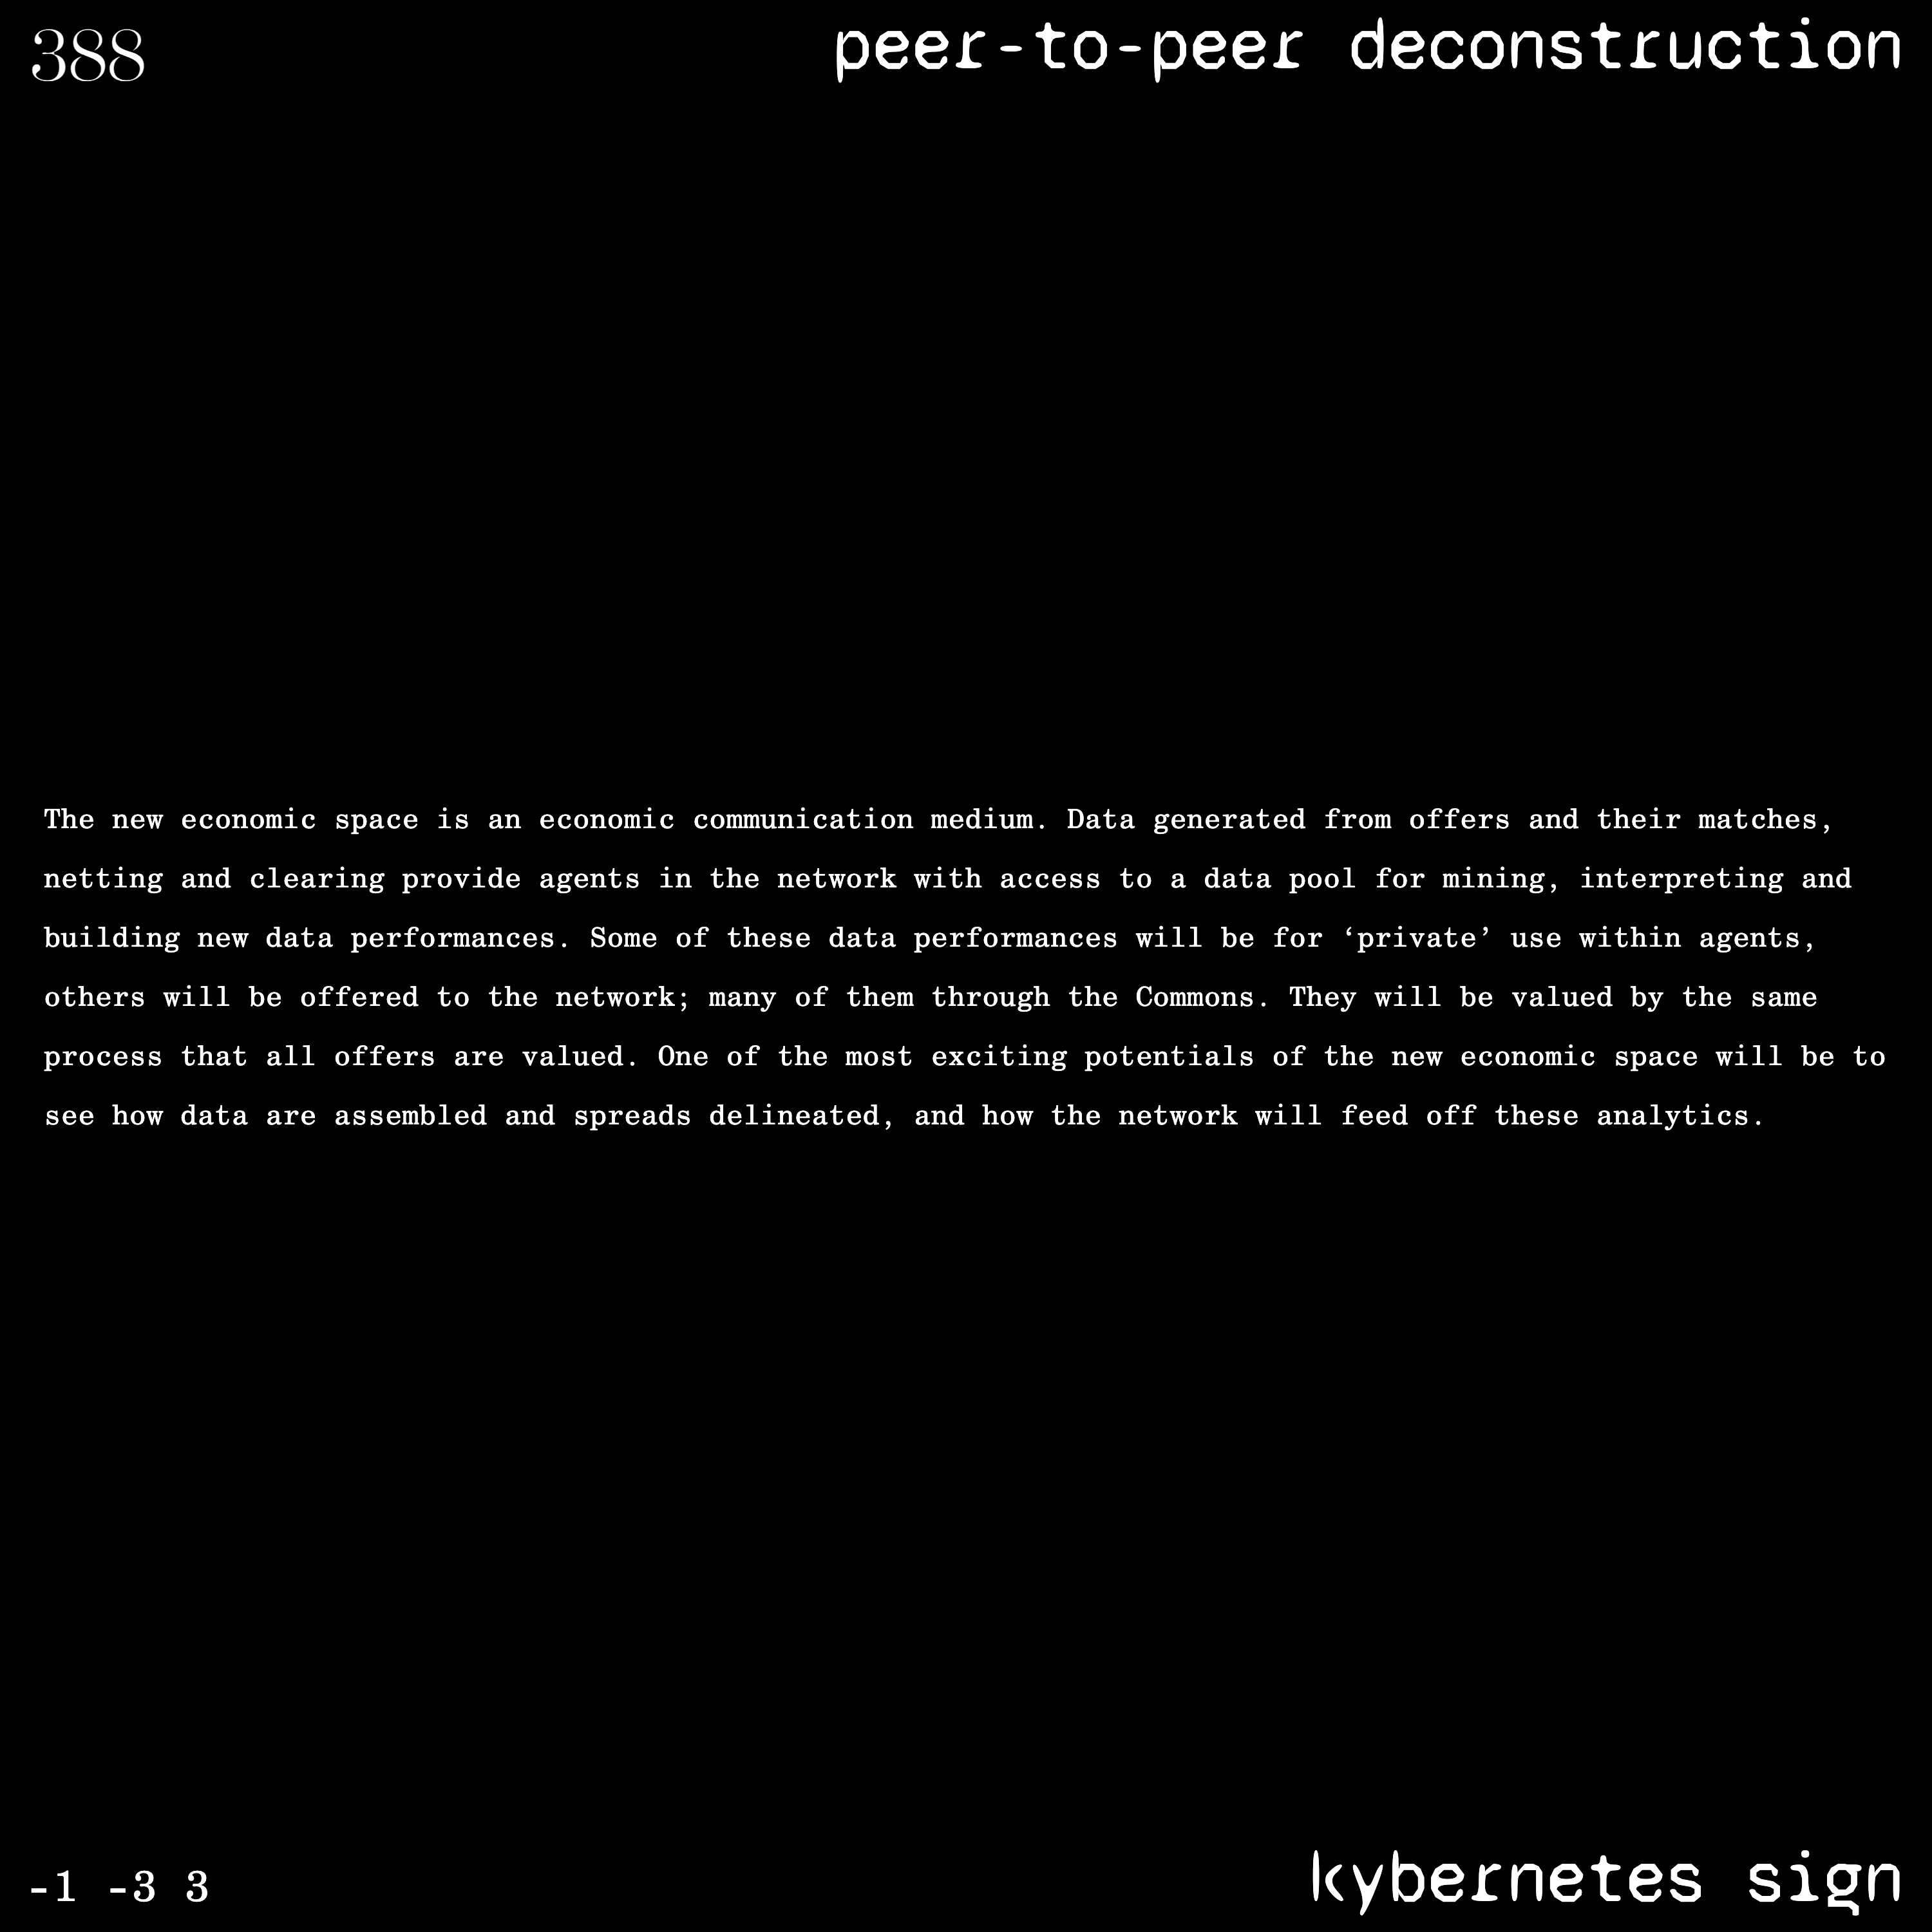 388
peer-to-peer deconstruction
The new economic space is an economic communication medium. Data generated from offers and their matches,
netting and clearing provide agents in the network with access to a data pool for mining, interpreting and
building new data performances. Some of these data performances will be for ‘private’ use within agents,
others will be offered to the network; many of them through the Commons. They will be valued by the same
process that all offers are valued. One of the most exciting potentials of the new economic space will be to
see how data are assembled and spreads delineated, and how the network will feed off these analytics.
-1 -3 3
kybernetes sign